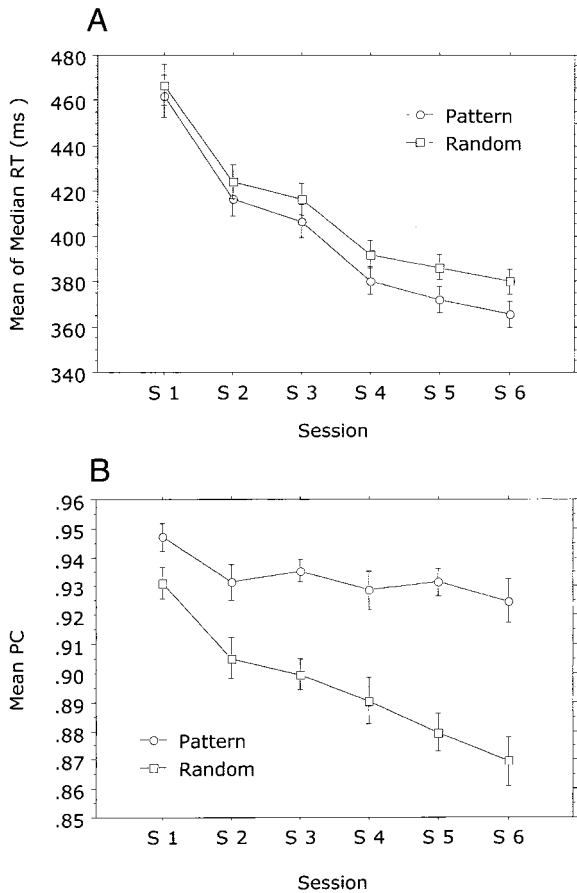 A
480
460
440
420
400
380
360
340
Mean of Median RT (ms )
Pattern
Random
S 1 S 2 S 3 S 4 S 5 S 6
Session
B
.96
.95
.94
.93
.92
.91
.90
.89
.88
.87
.86
.85
Mean PC
Pattern
Random
S 1 S 2 S 3 S 4 S 5 S 6
Session